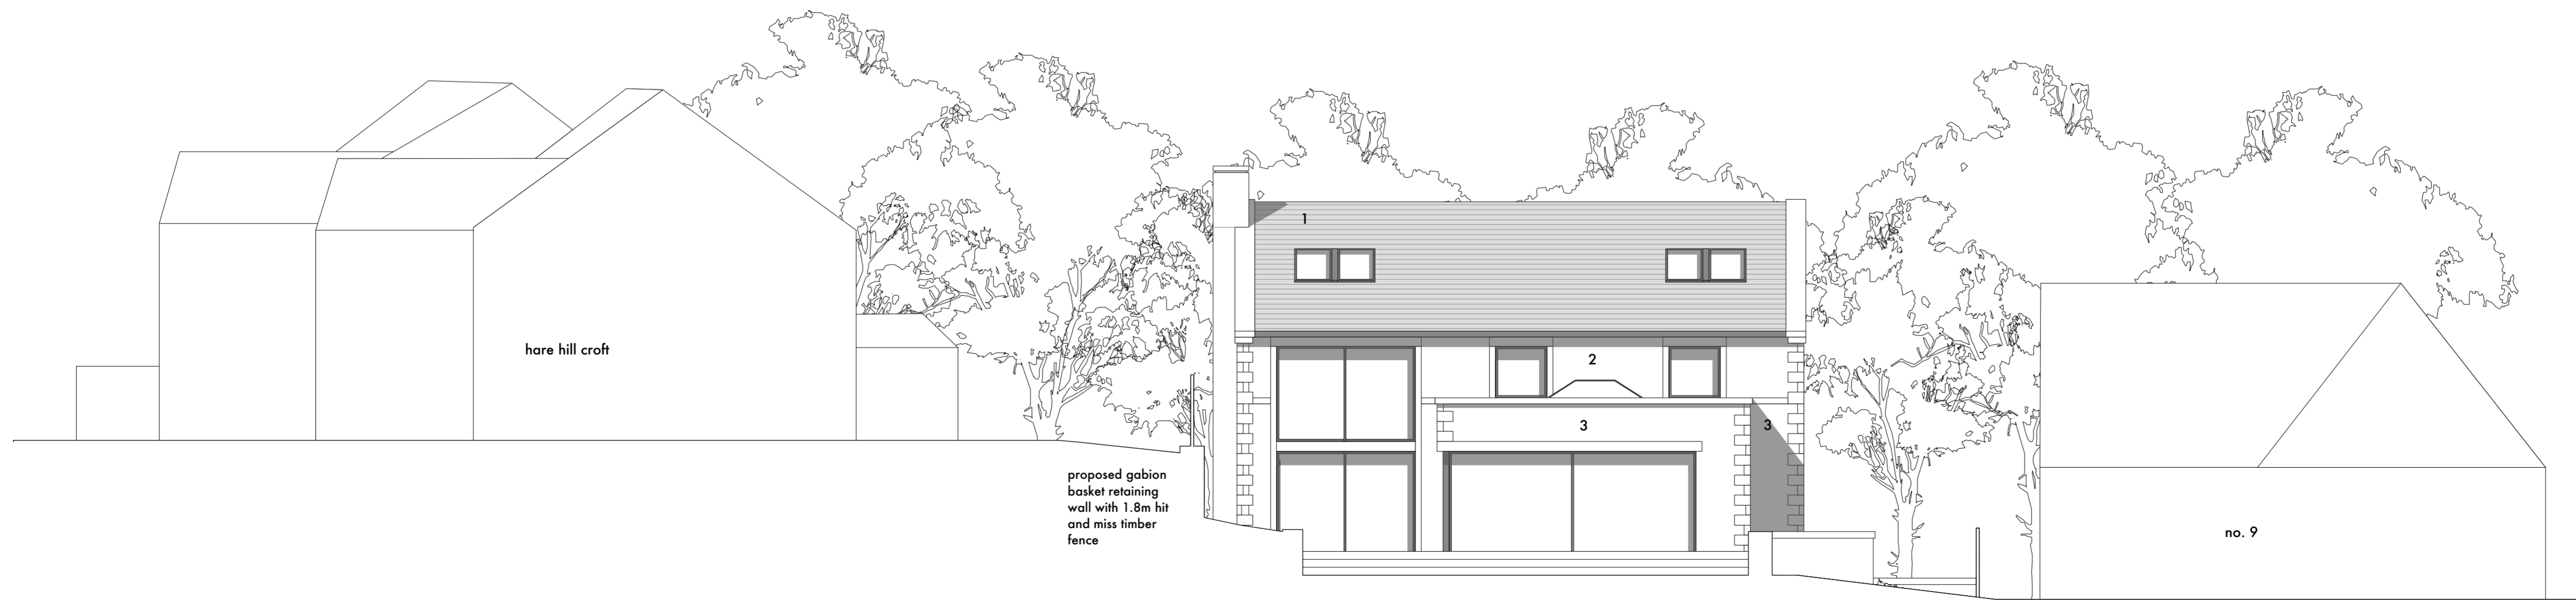 1
hare hill croft
2
3
3
proposed gabion
basket retaining
wall with 1.8m hit
and miss timber
fence
no. 9